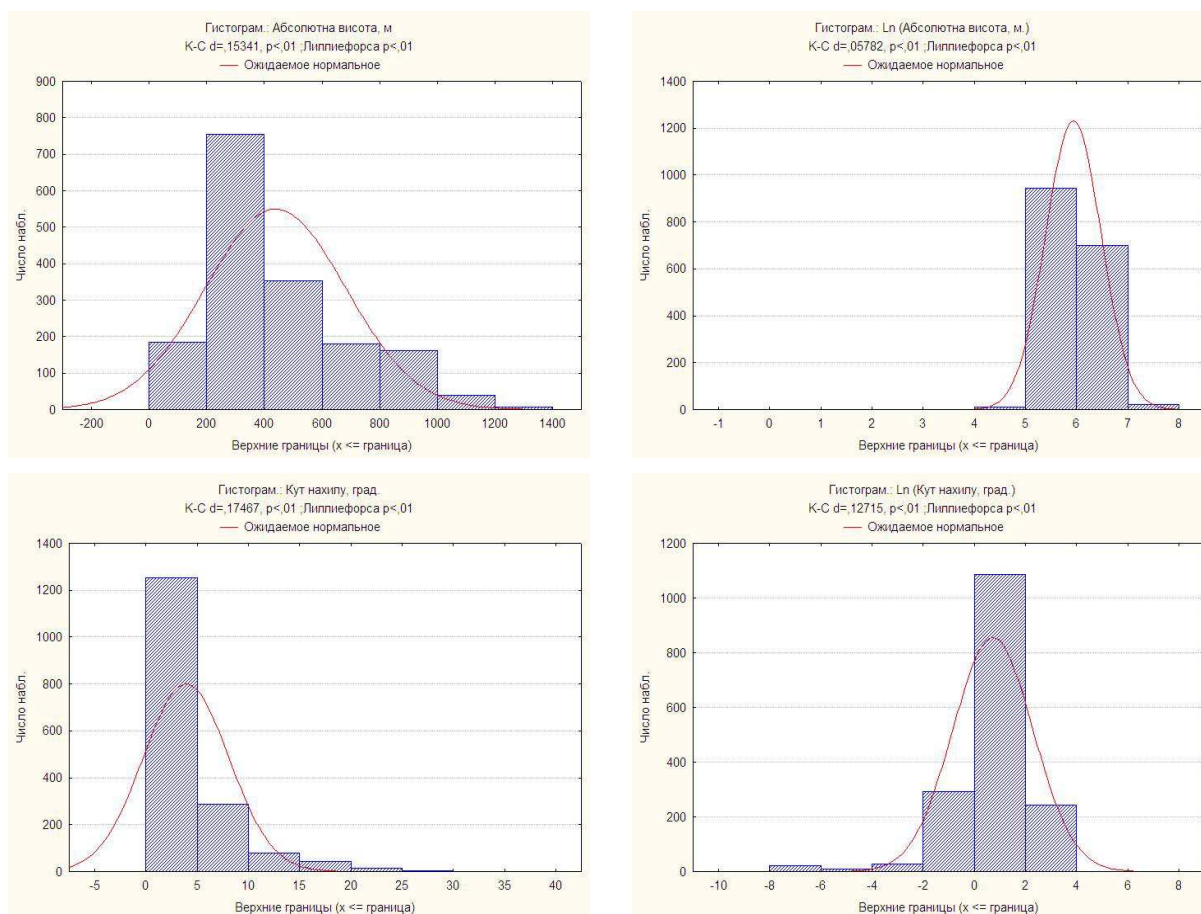 Гистограм.: Абсолютна висота, м
К-С d=,15341, p<,01 ;Липпиефорса p<,01
Ожидаемое нормальное
900
800
700
600
500
400
300
200
100
0
Число набл.
-200 0 200 400 600 800 1000 1200 1400
Верхние границы (x <= граница)
Гистограм.: Ln (Абсолютна висота, м.)
К-С d=,05782, p<,01 ;Липпиефорса p<,01
Ожидаемое нормальное
1400
1200
1000
800
600
400
200
0
Число набл.
-1 0 1 2 3 4 5 6 7 8
Верхние границы (x <= граница)
Гистограм.: Кут нахилу, град.
К-С d=,17467, p<,01 ;Липпиефорса p<,01
Ожидаемое нормальное
1400
1200
1000
800
600
400
200
0
Число набл.
-5 0 5 10 15 20 25 30 35 40
Верхние границы (x <= граница)
Гистограм.: Ln (Кут нахилу, град.)
К-С d=,12715, p<,01 ;Липпиефорса p<,01
Ожидаемое нормальное
1200
1000
800
600
400
200
0
Число набл.
-10 -8 -6 -4 -2 0 2 4 6
Верхние границы (x <= граница)